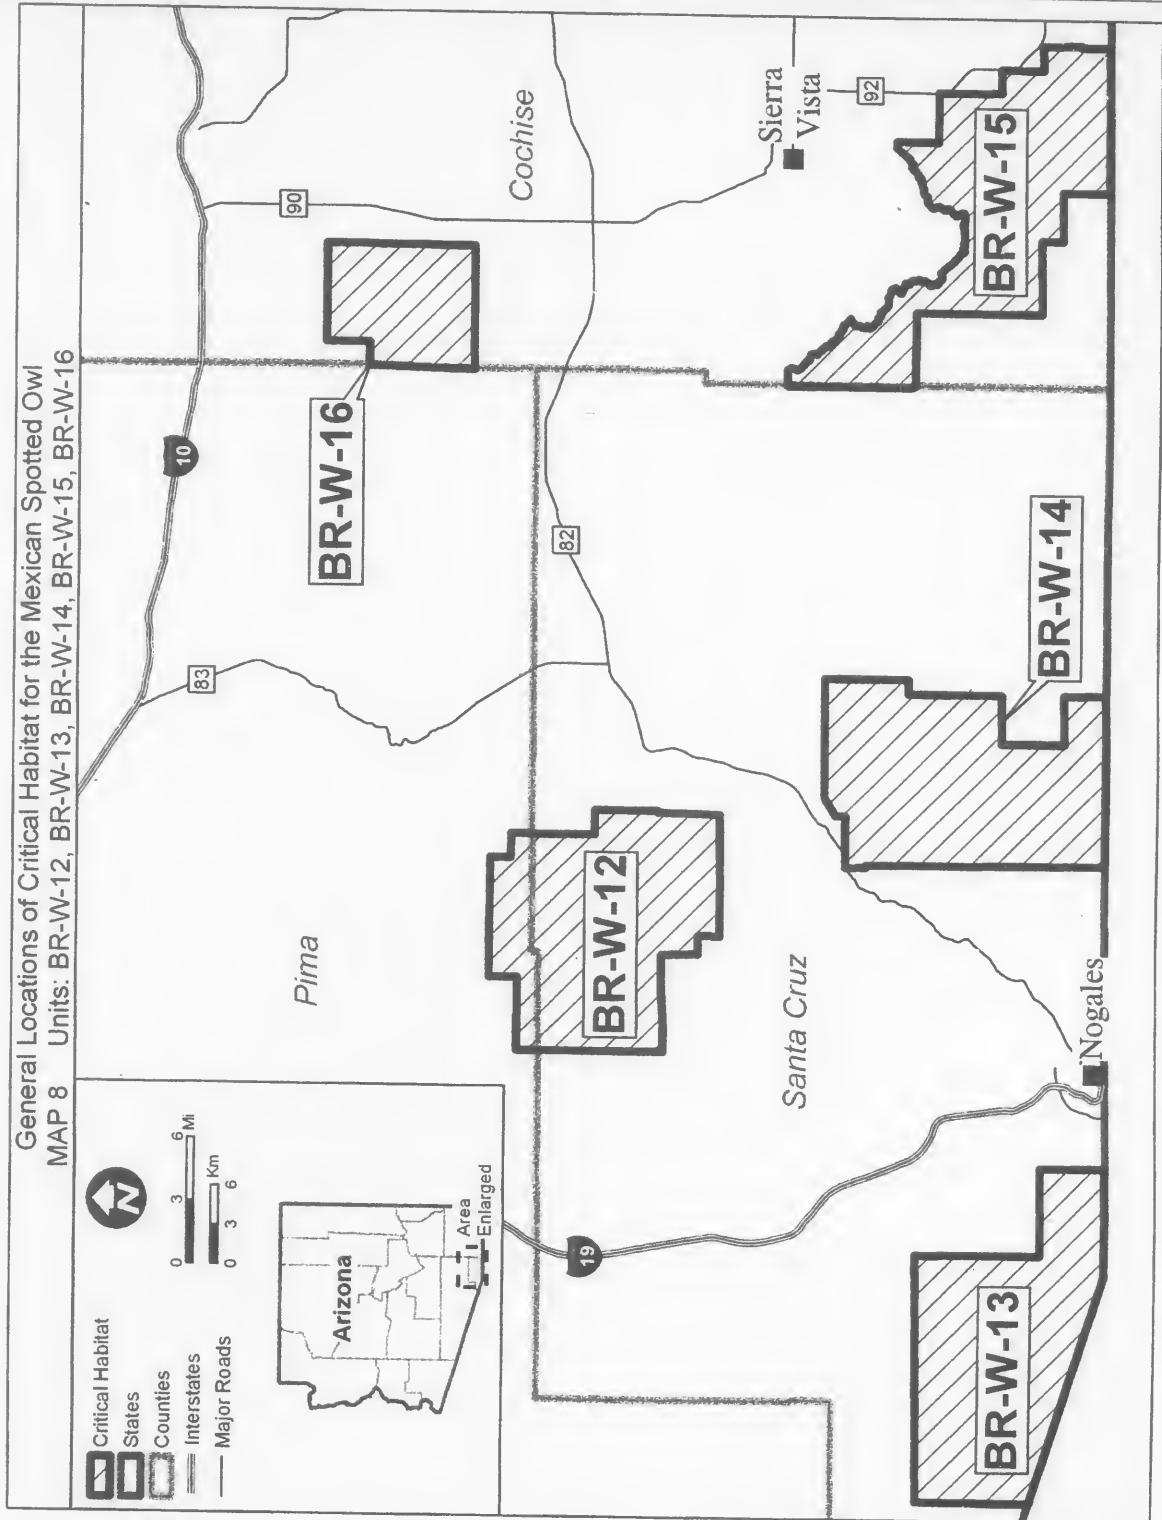 General Locations of Critical Habitat for the Mexican Spotted Owl
MAP 8 Units: BR-W-12, BR-W-13, BR-W-14, BR-W-15, BR-W-16
Critical Habitat
States
Counties
Interstates
Major Roads
N
0 3 6 Mi
0 3 6 Km
Arizona
Area
Enlarged
10
83
90
Pima
BR-W-16
Cochise
82
Sierra
Vista
92
BR-W-12
19
Santa Cruz
BR-W-13
Nogales
BR-W-14
BR-W-15